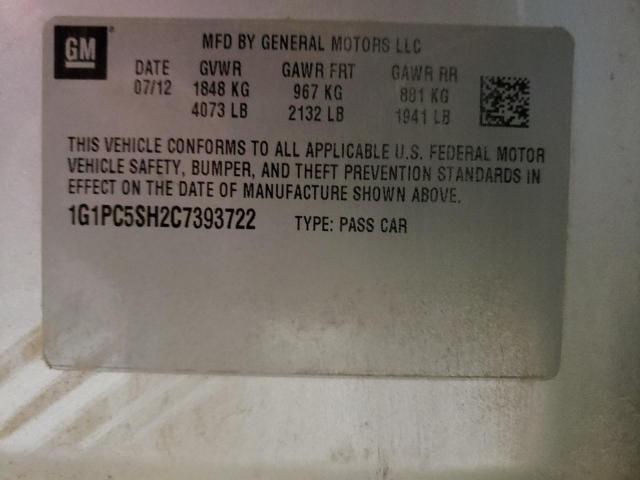 GM
MFD BY GENERAL MOTORS LLC
DATE GVWR GAWR FRT GAWR RR
07/12 1848 KG 967 KG 881 KG
4073 LB 2132 LB 1941 LB
THIS VEHICLE CONFORMS TO ALL APPLICABLE U.S. FEDERAL MOTOR
VEHICLE SAFETY, BUMPER, AND THEFT PREVENTION STANDARDS IN
EFFECT ON THE DATE OF MANUFACTURE SHOWN ABOVE.
1G1PC5SH2C7393722 TYPE: PASS CAR